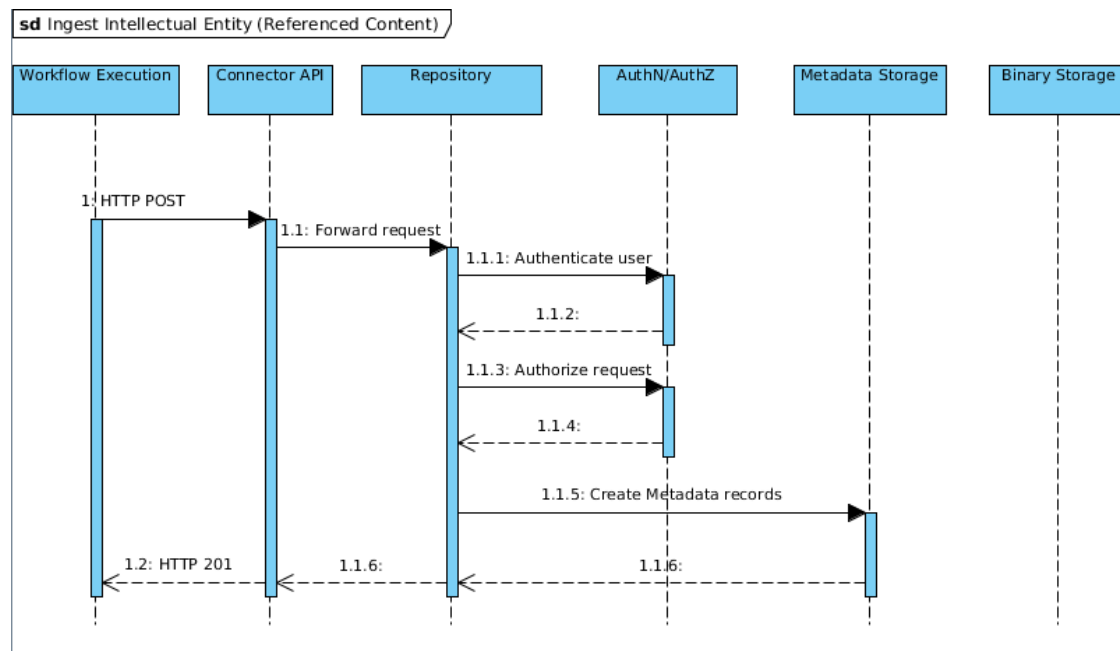 sd Ingest Intellectual Entity (Referenced Content)
Workflow Execution
Connector API
Repository
AuthN/AuthZ
Metadata Storage
Binary Storage
1: HTTP POST
1.1: Forward request
1.1.1: Authenticate user
1.1.2:
1.1.3: Authorize request
1.1.4:
1.1.5: Create Metadata records
1.2: HTTP 201
1.1.6:
1.1.6: